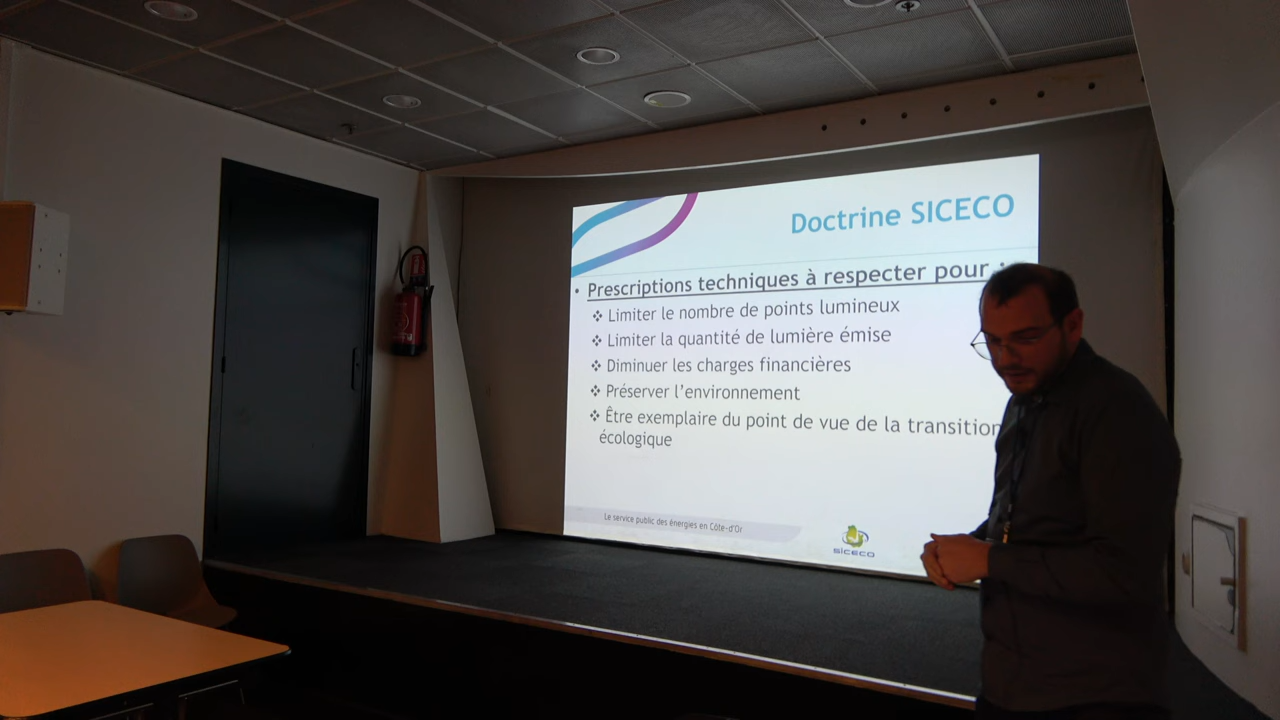 Doctrine SICECO
• Prescriptions techniques à respecter pour :
❖ Limiter le nombre de points lumineux
❖ Limiter la quantité de lumière émise
❖ Diminuer les charges financières
❖ Préserver l'environnement
❖ Être exemplaire du point de vue de la transition
écologique
Le service public des énergies en Côte-d'Or
siceco